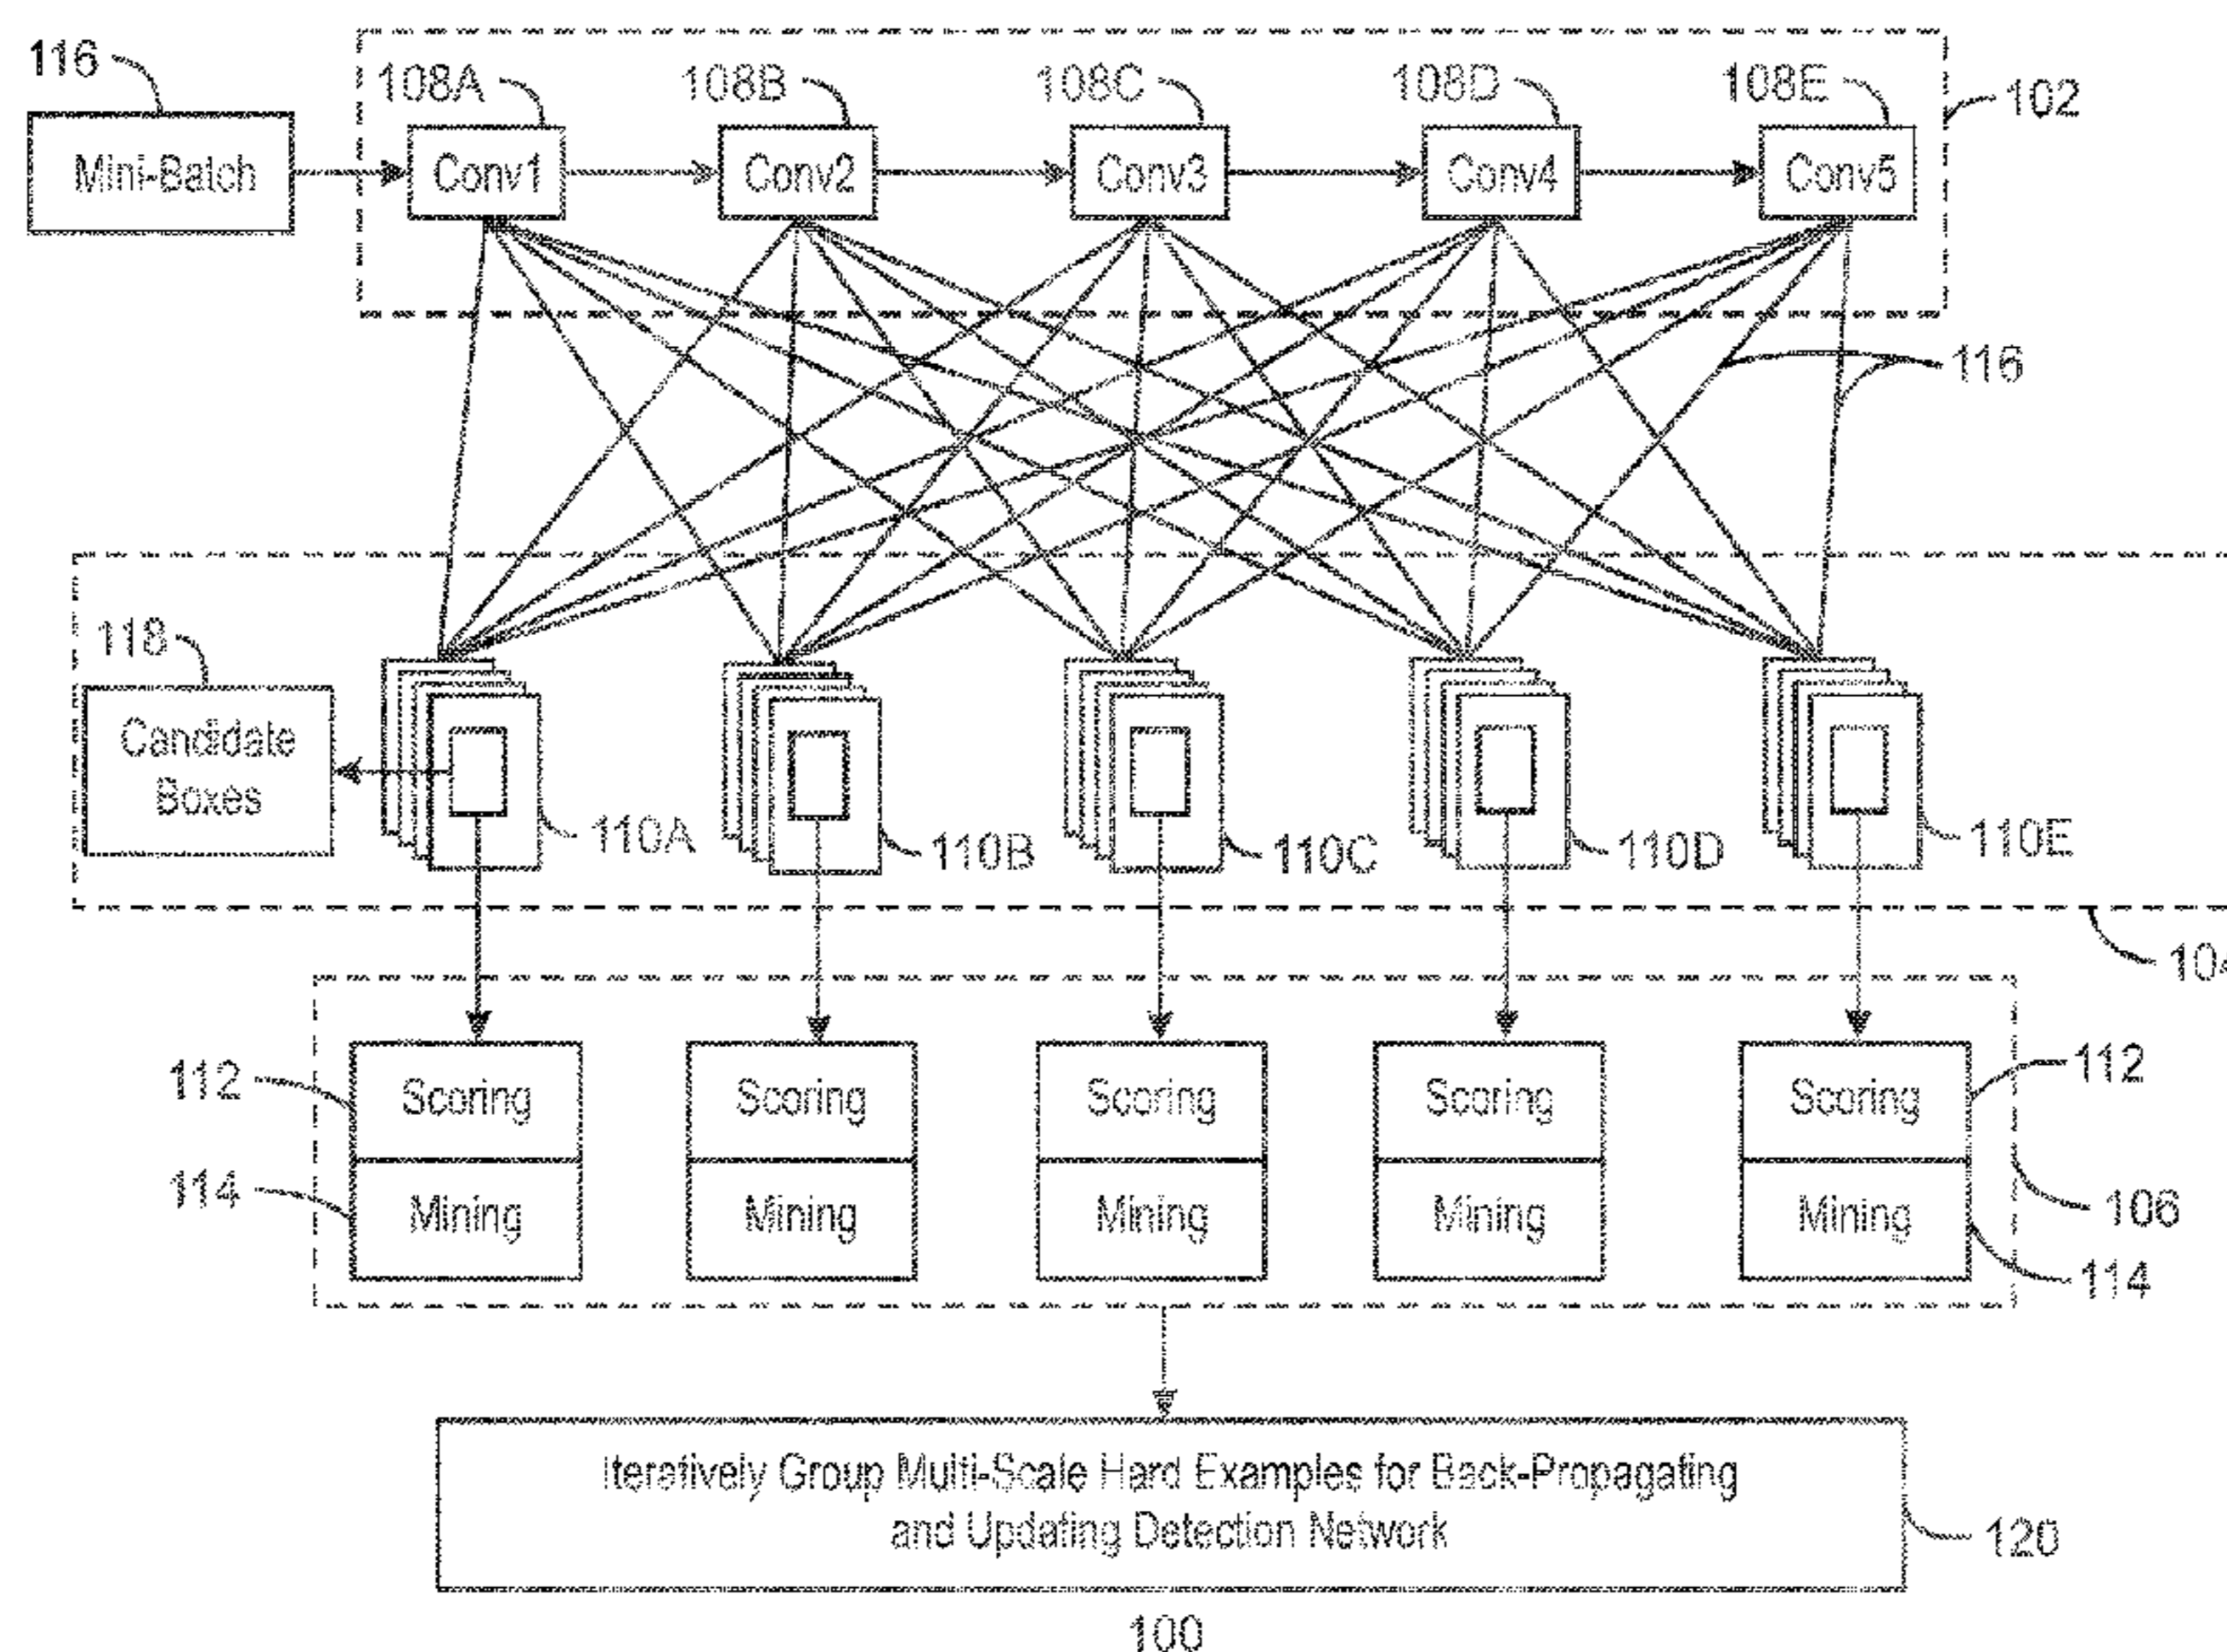 116
108A
108B
108C
108D
108E
102
Mini-Batch
Conv1
Conv2
Conv3
Conv4
Conv5
116
118
Candidate
Boxes
110A
110B
110C
110D
110E
112
Scoring
Scoring
Scoring
Scoring
Scoring
112
114
Mining
Mining
Mining
Mining
Mining
106
114
Iteratively Group Multi-Scale Hard Examples for Back-Propagating
and Updating Detection Network
120
100